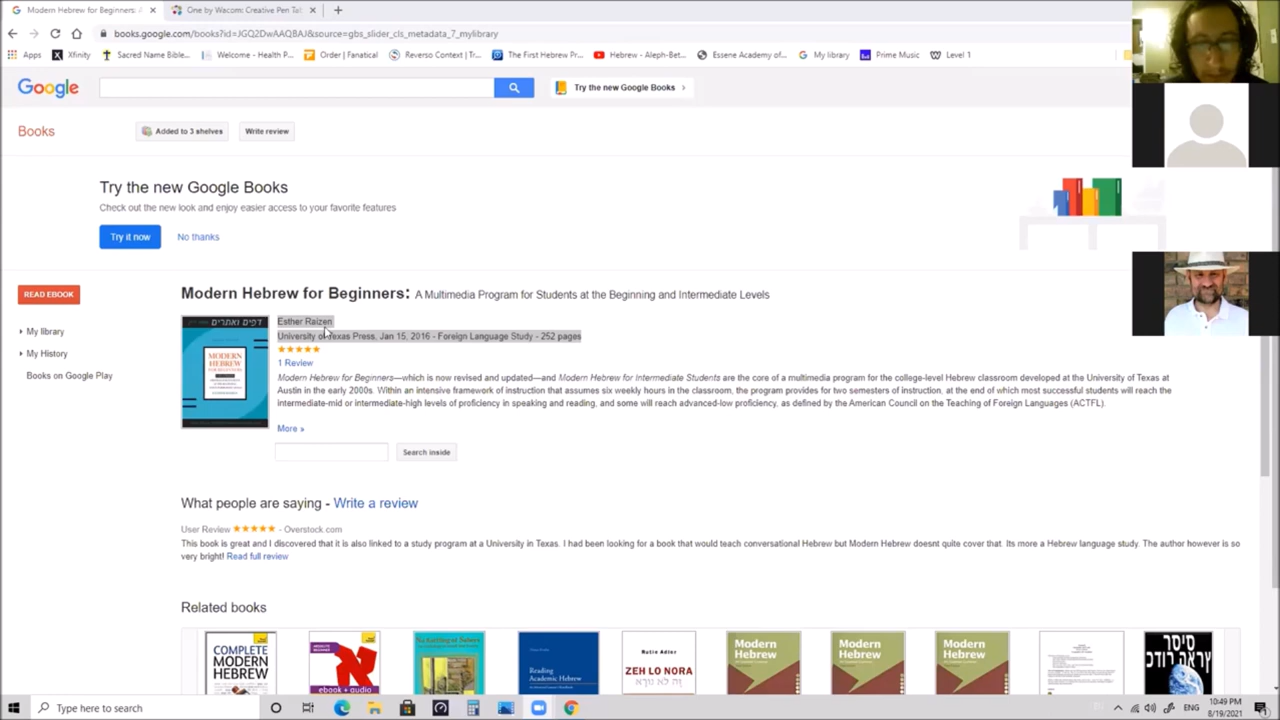 Modern Hebrew for Beginners: A
One by Wacom: Creative Pen Tab
books.google.com/books?id=JGQ2DwAAQBAJ&source=gbs_slider_cls_metadata_7_mylibrary
Apps
Xfinity
Sacred Name Bible...
Welcome - Health P...
Order | Fanatical
Reverso Context | Tr...
The First Hebrew Pr...
Hebrew - Aleph-Bet...
Essene Academy of...
My library
Prime Music
Level 1
Google
Try the new Google Books
Books
Added to 3 shelves
Write review
Try the new Google Books
Check out the new look and enjoy easier access to your favorite features
Try it now
No thanks
READ EBOOK
My library
My History
Books on Google Play
Modern Hebrew for Beginners: A Multimedia Program for Students at the Beginning and Intermediate Levels
Esther Raizen
University of Texas Press, Jan 15, 2016 - Foreign Language Study - 252 pages
1 Review
Modern Hebrew for Beginners—which is now revised and updated—and Modern Hebrew for Intermediate Students are the core of a multimedia program for the college-level Hebrew classroom developed at the University of Texas at
Austin in the early 2000s. Within an intensive framework of instruction that assumes six weekly hours in the classroom, the program provides for two semesters of instruction, at the end of which most successful students will reach the
intermediate-mid or intermediate-high levels of proficiency in speaking and reading, and some will reach advanced-low proficiency, as defined by the American Council on the Teaching of Foreign Languages (ACTFL).
More »
Search inside
דפים ואתרים
MODERN
HEBREW
What people are saying - Write a review
User Review - Overstock.com
This book is great and I discovered that it is also linked to a study program at a University in Texas. I had been looking for a book that would teach conversational Hebrew but Modern Hebrew doesnt quite cover that. Its more a Hebrew language study. The author however is so
very bright! Read full review
Related books
COMPLETE
MODERN
HEBREW
ebook + audio
Reading
Academic Hebrew
Rutie Adler
ZEH LO NORA
Modern
Hebrew
Modern
Hebrew
Modern
Hebrew
Type here to search
ENG
10:49 PM
8/19/2021